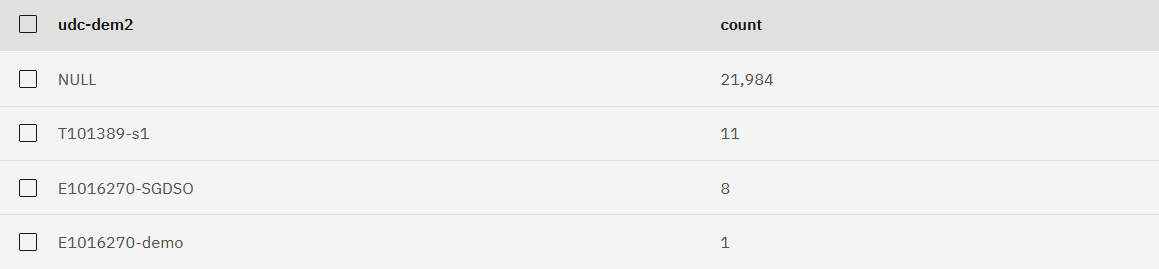 udc-dem2 count
NULL 21,984
T101389-s1 11
E1016270-SGDSO 8
E1016270-demo 1